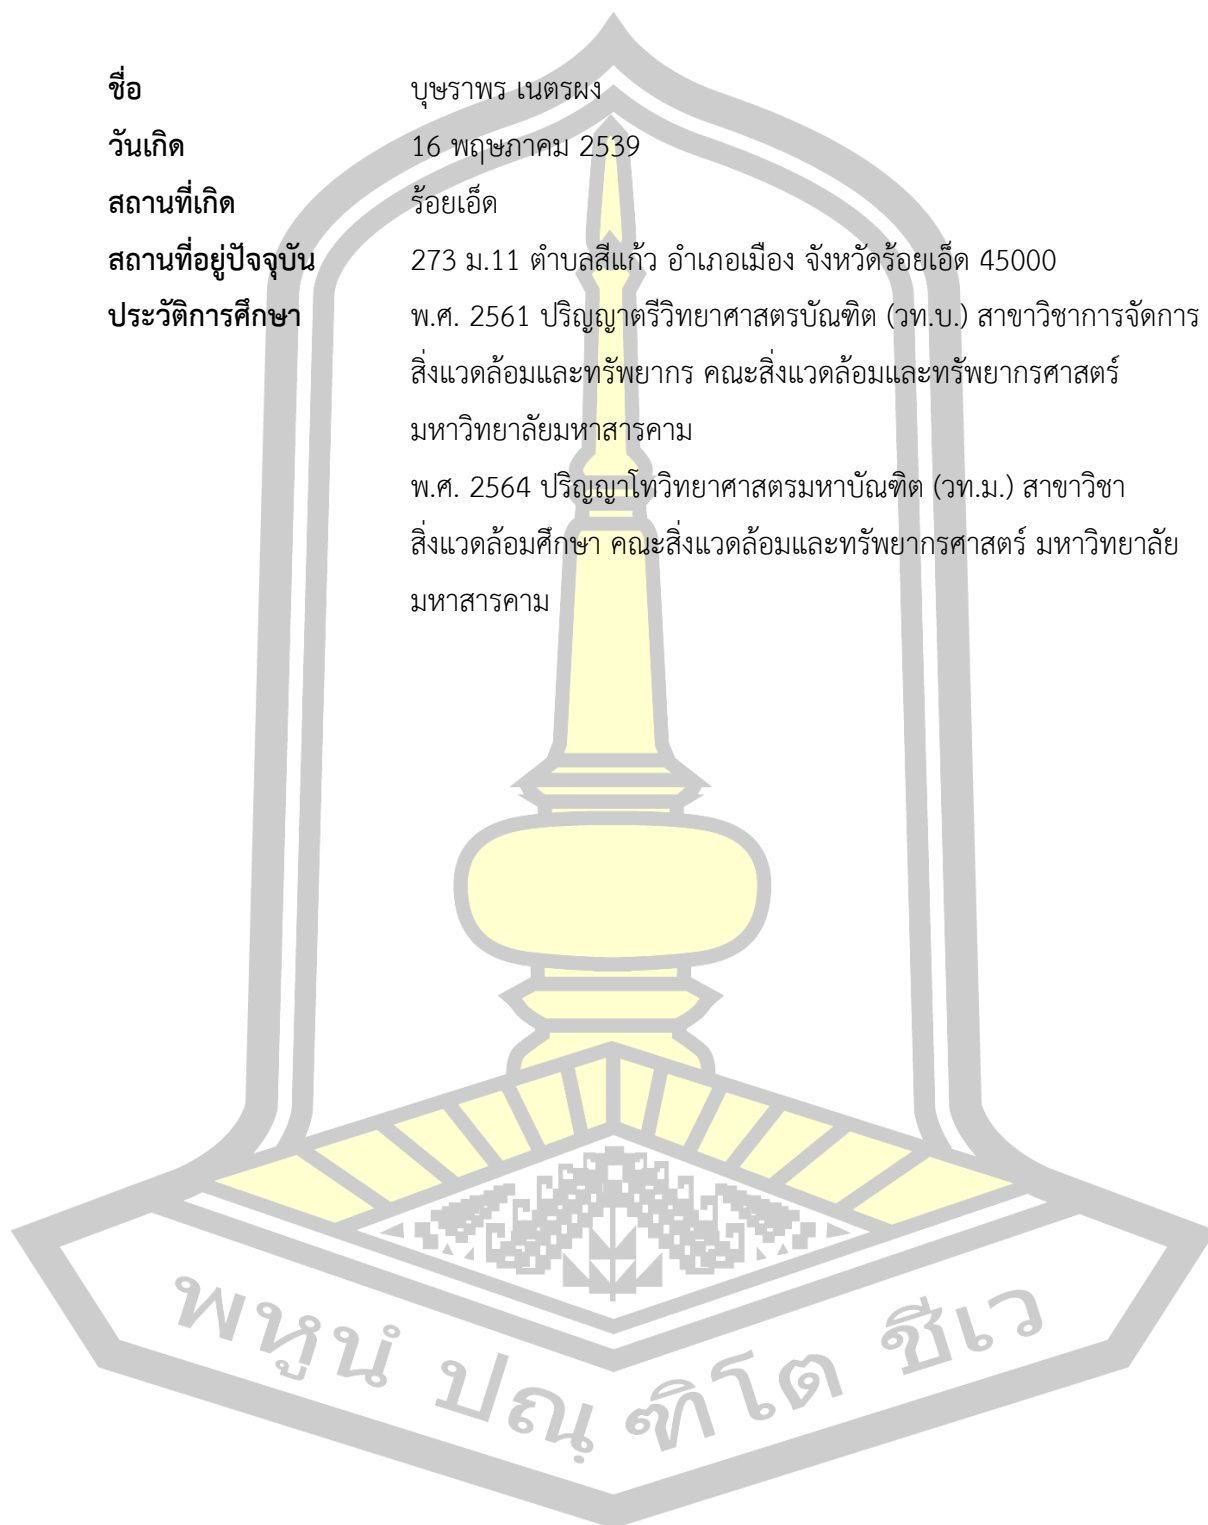 ชื่อ บุษราพร เนตรผง
วันเกิด 16 พฤษภาคม 2539
สถานที่เกิด ร้อยเอ็ด
สถานที่อยู่ปัจจุบัน 273 ม.11 ตำบลสีแก้ว อำเภอเมือง จังหวัดร้อยเอ็ด 45000
ประวัติการศึกษา พ.ศ. 2561 ปริญญาตรีวิทยาศาสตรบัณฑิต (วท.บ.) สาขาวิชาการจัดการ
สิ่งแวดล้อมและทรัพยากร คณะสิ่งแวดล้อมและทรัพยากรศาสตร์
มหาวิทยาลัยมหาสารคาม
พ.ศ. 2564 ปริญญาโทวิทยาศาสตรมหาบัณฑิต (วท.ม.) สาขาวิชา
สิ่งแวดล้อมศึกษา คณะสิ่งแวดล้อมและทรัพยากรศาสตร์ มหาวิทยาลัย
มหาสารคาม
พหูนํ ปณฺ ฑิโต ชีเว